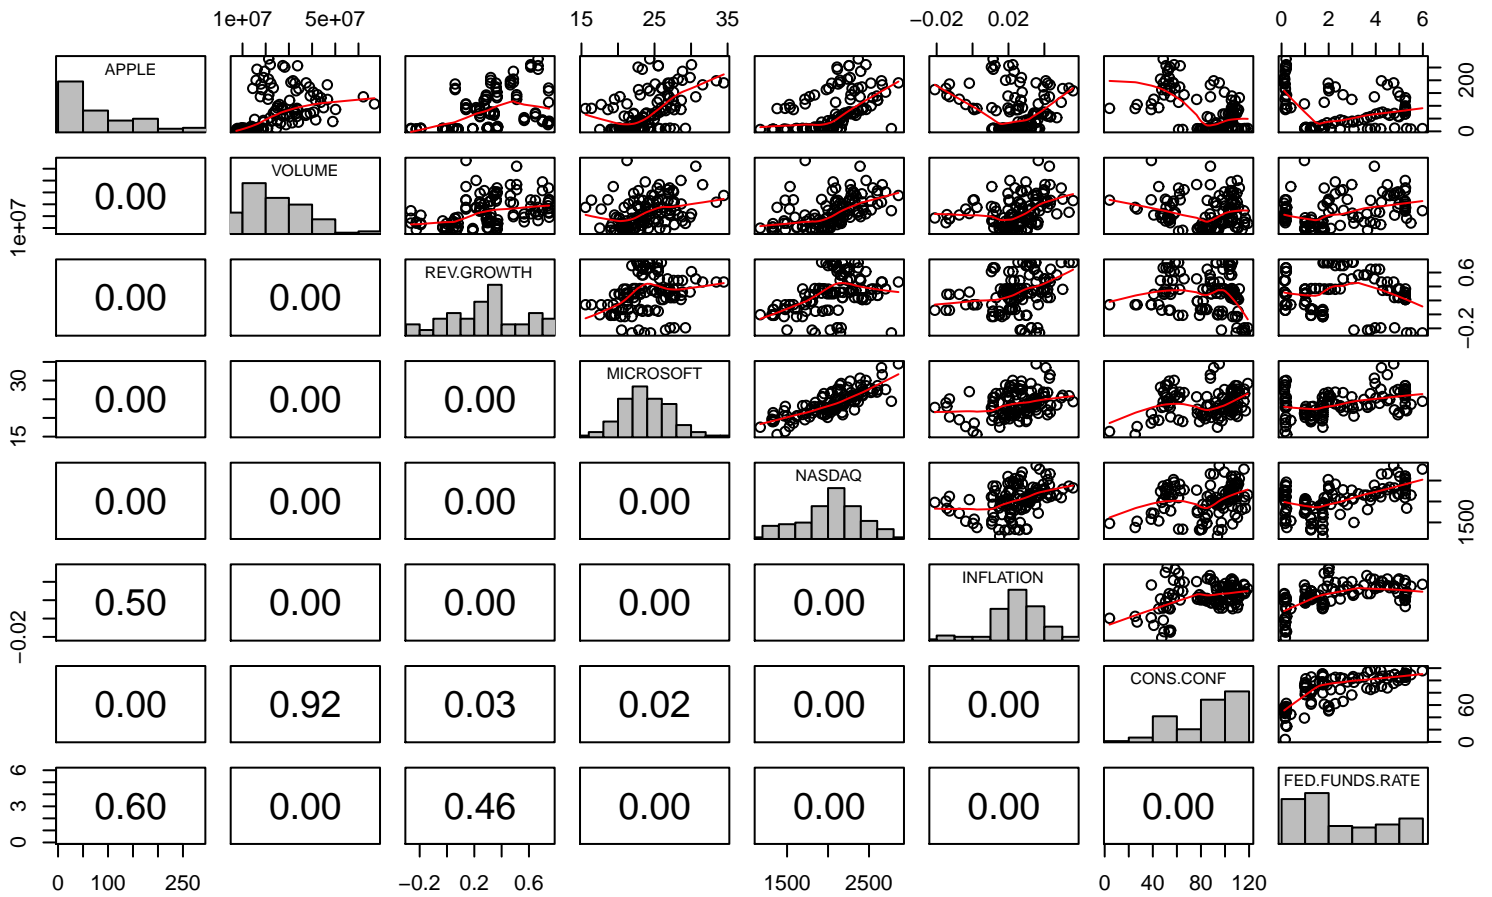 1e+07 5e+07 15 25 35 −0.02 0.02 0 2 4 6
APPLE 0 200
1e+07 0.00 VOLUME
0.00 0.00 REV.GROWTH −0.2 0.6
15 30 0.00 0.00 0.00 MICROSOFT
0.00 0.00 0.00 0.00 NASDAQ 1500
−0.02 0.50 0.00 0.00 0.00 0.00 INFLATION
0.00 0.92 0.03 0.02 0.00 0.00 CONS.CONF 0 60
0 3 6 0.60 0.00 0.46 0.00 0.00 0.00 0.00 FED.FUNDS.RATE
0 100 250 −0.2 0.2 0.6 1500 2500 0 40 80 120